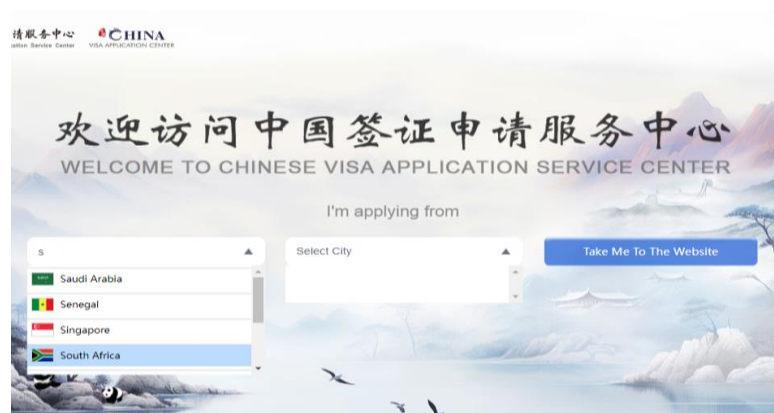 请服务中心 CHINA
Service Center VISA APPLICATION CENTER
欢迎访问中国签证申请服务中心
WELCOME TO CHINESE VISA APPLICATION SERVICE CENTER
I'm applying from
s Select City Take Me To The Website
Saudi Arabia
Senegal
Singapore
South Africa